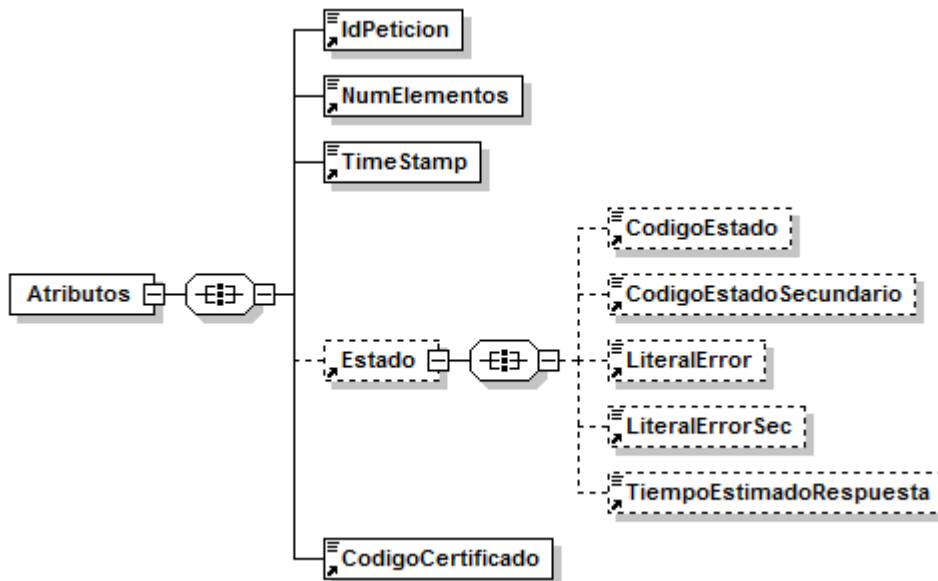 IdPeticion
NumElementos
TimeStamp
CodigoEstado
Atributos
CodigoEstadoSecundario
Estado
LiteralError
LiteralErrorSec
TiempoEstimadoRespuesta
CodigoCertificado